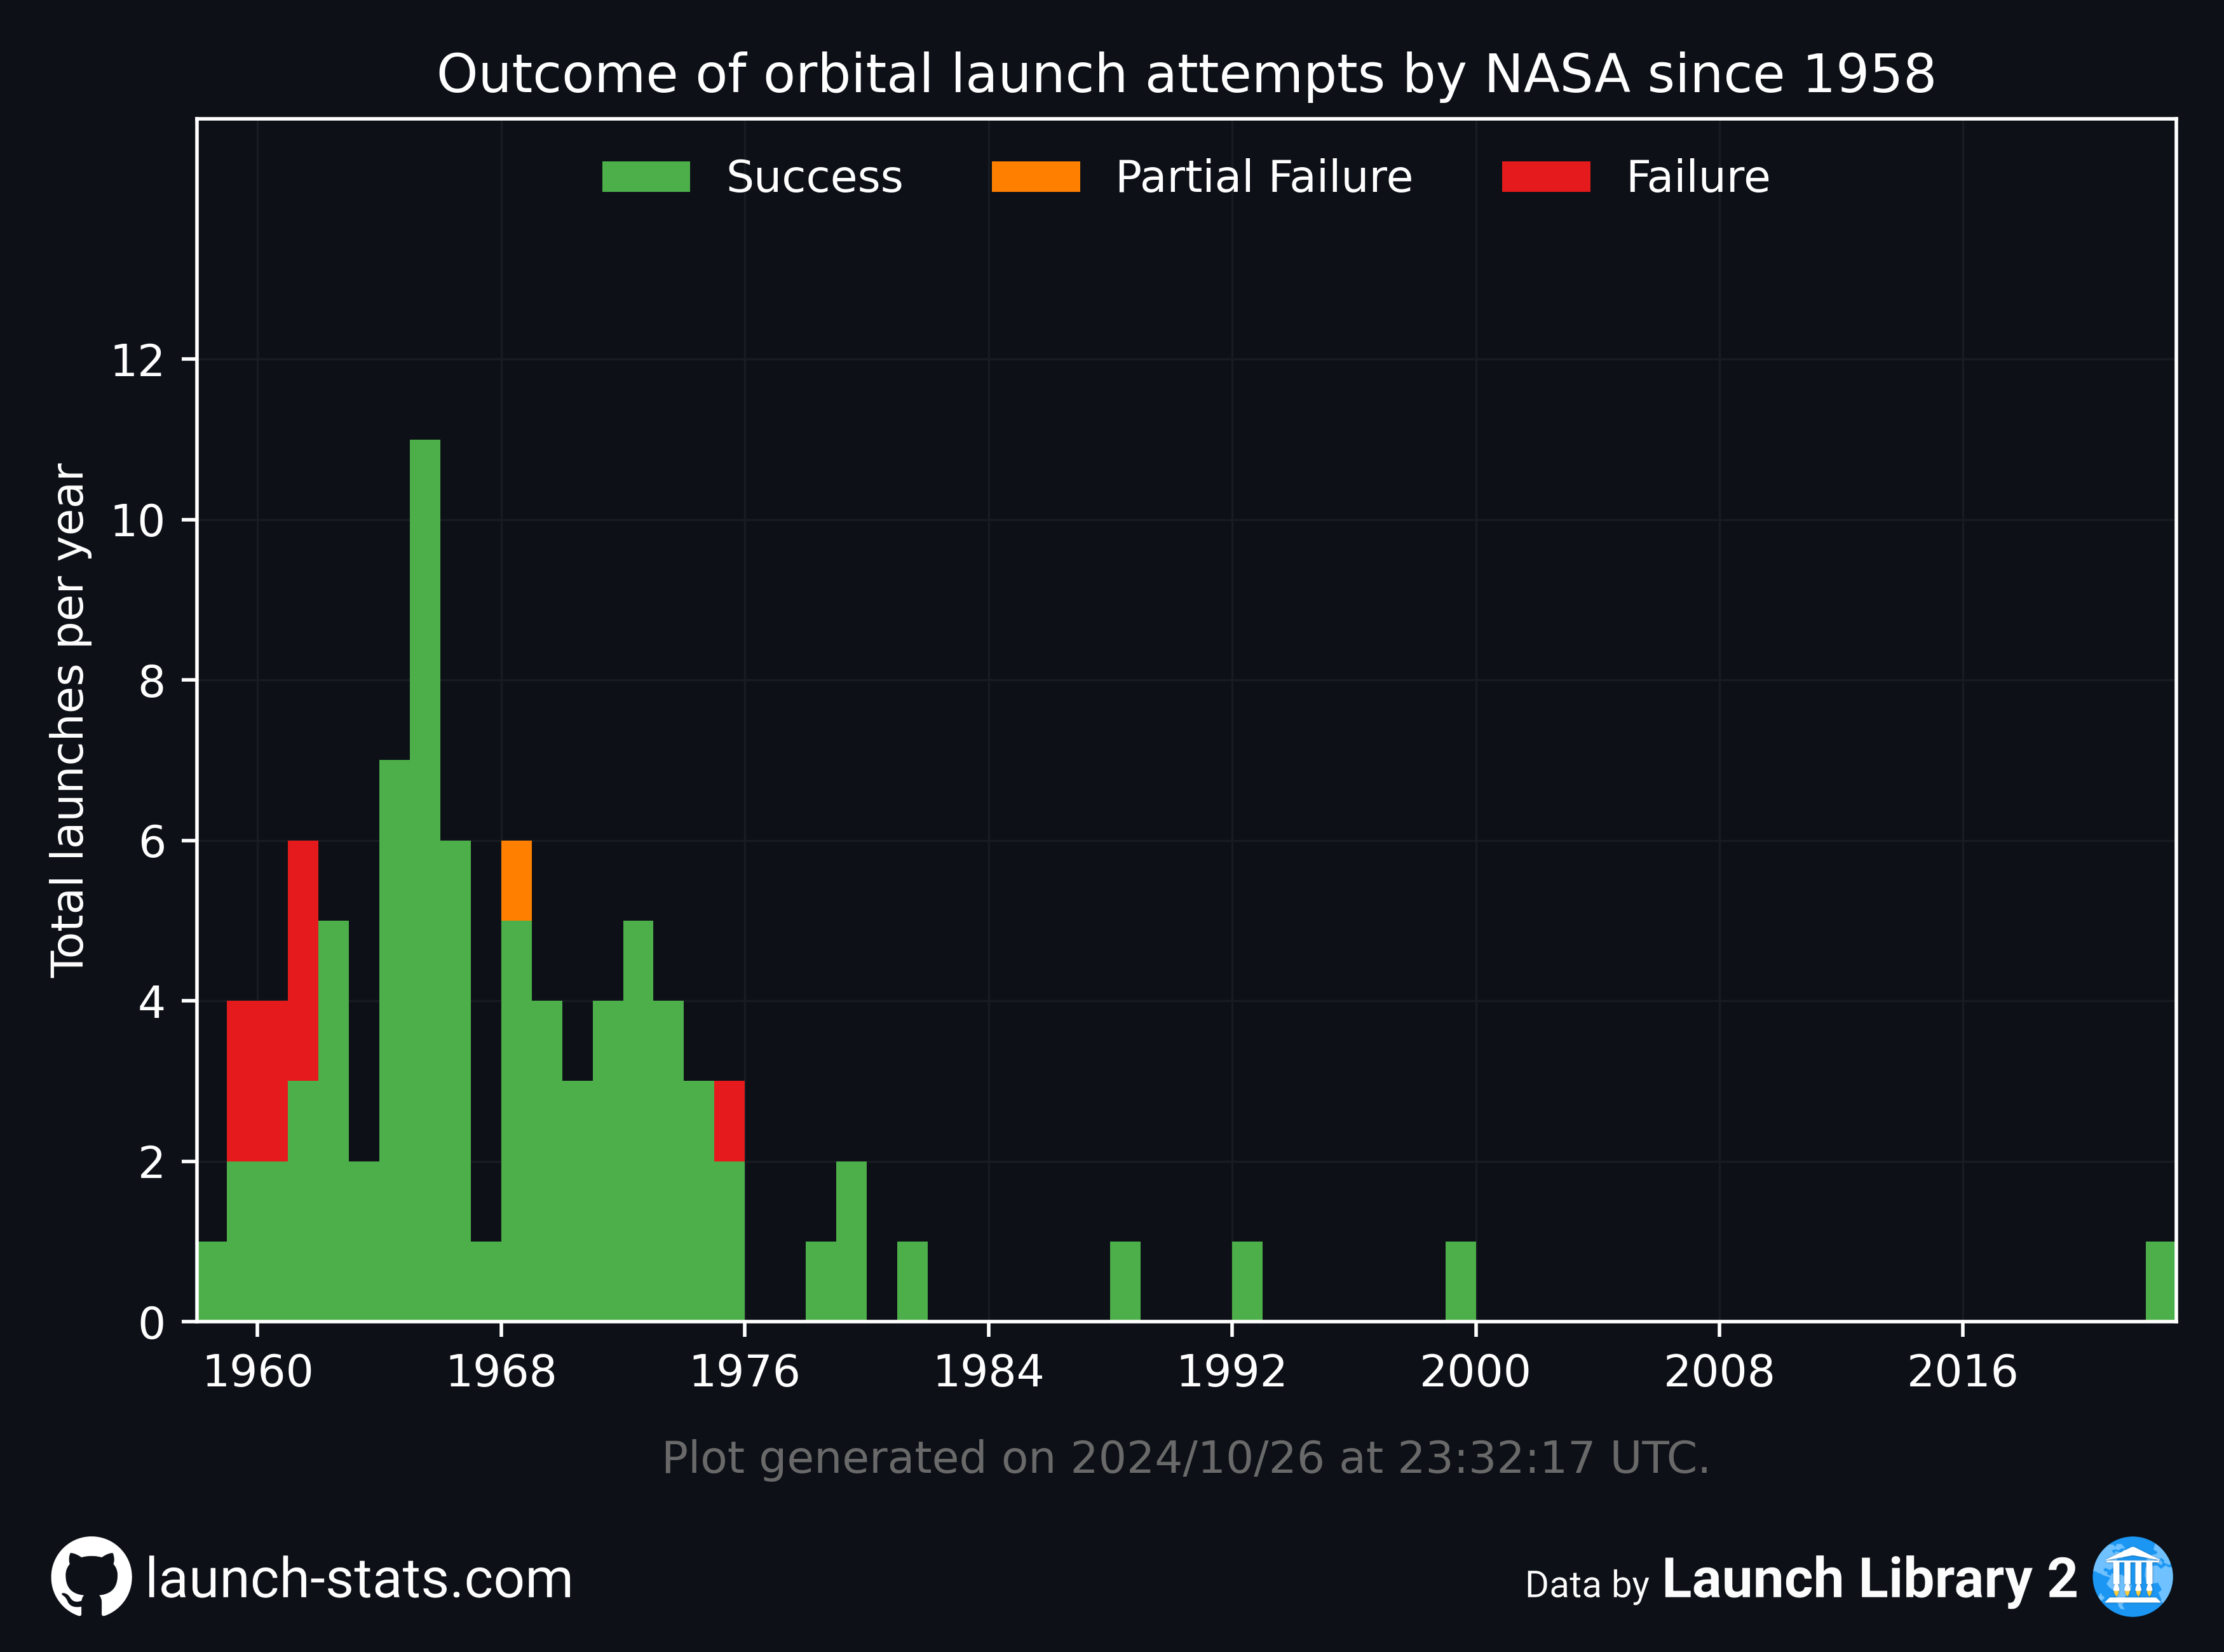 Outcome of orbital launch attempts by NASA since 1958
Success Partial Failure Failure
Total launches per year
12
10
8
6
4
2
0
1960 1968 1976 1984 1992 2000 2008 2016
Plot generated on 2024/10/26 at 23:32:17 UTC.
launch-stats.com
Data by Launch Library 2